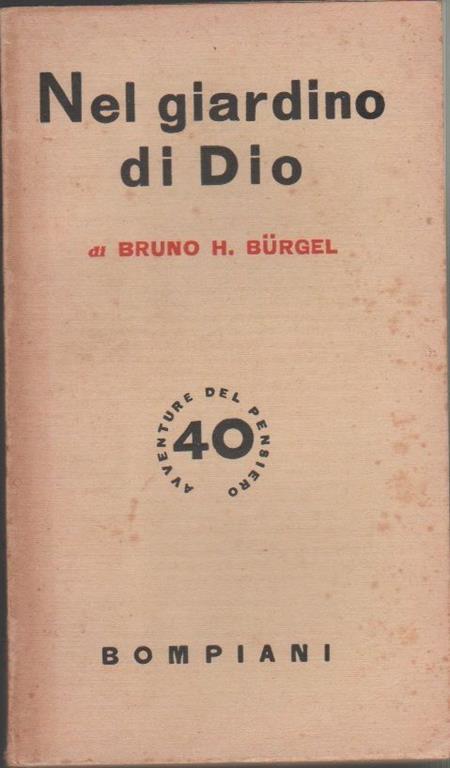 Nel giardino
di Dio
di BRUNO H. BÜRGEL
AVVENTURE DEL PENSIERO
40
BOMPIANI